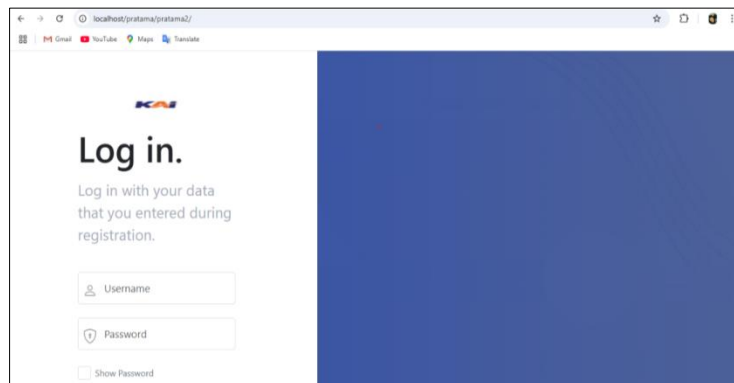 localhost/pratama/pratama2/
Gmail YouTube Maps Translate
KAI
Log in.
Log in with your data
that you entered during
registration.
Username
Password
Show Password